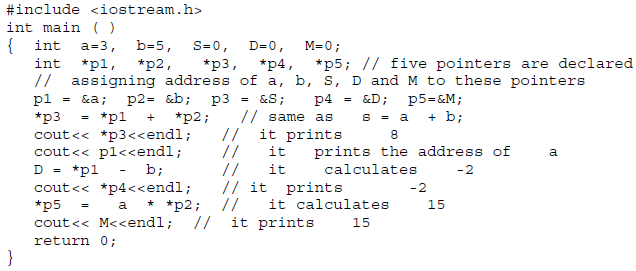 #include <iostream.h>
int main ( )
{ int a=3, b=5, S=0, D=0, M=0;
int *p1, *p2, *p3, *p4, *p5; // five pointers are declared
// assigning address of a, b, S, D and M to these pointers
p1 = &a; p2= &b; p3 = &S; p4 = &D; p5=&M;
*p3 = *p1 + *p2; // same as s = a + b;
cout<< *p3<<endl; // it prints 8
cout<< p1<<endl; // it prints the address of a
D = *p1 - b; // it calculates -2
cout<< *p4<<endl; // it prints -2
*p5 = a * *p2; // it calculates 15
cout<< M<<endl; // it prints 15
return 0;
}